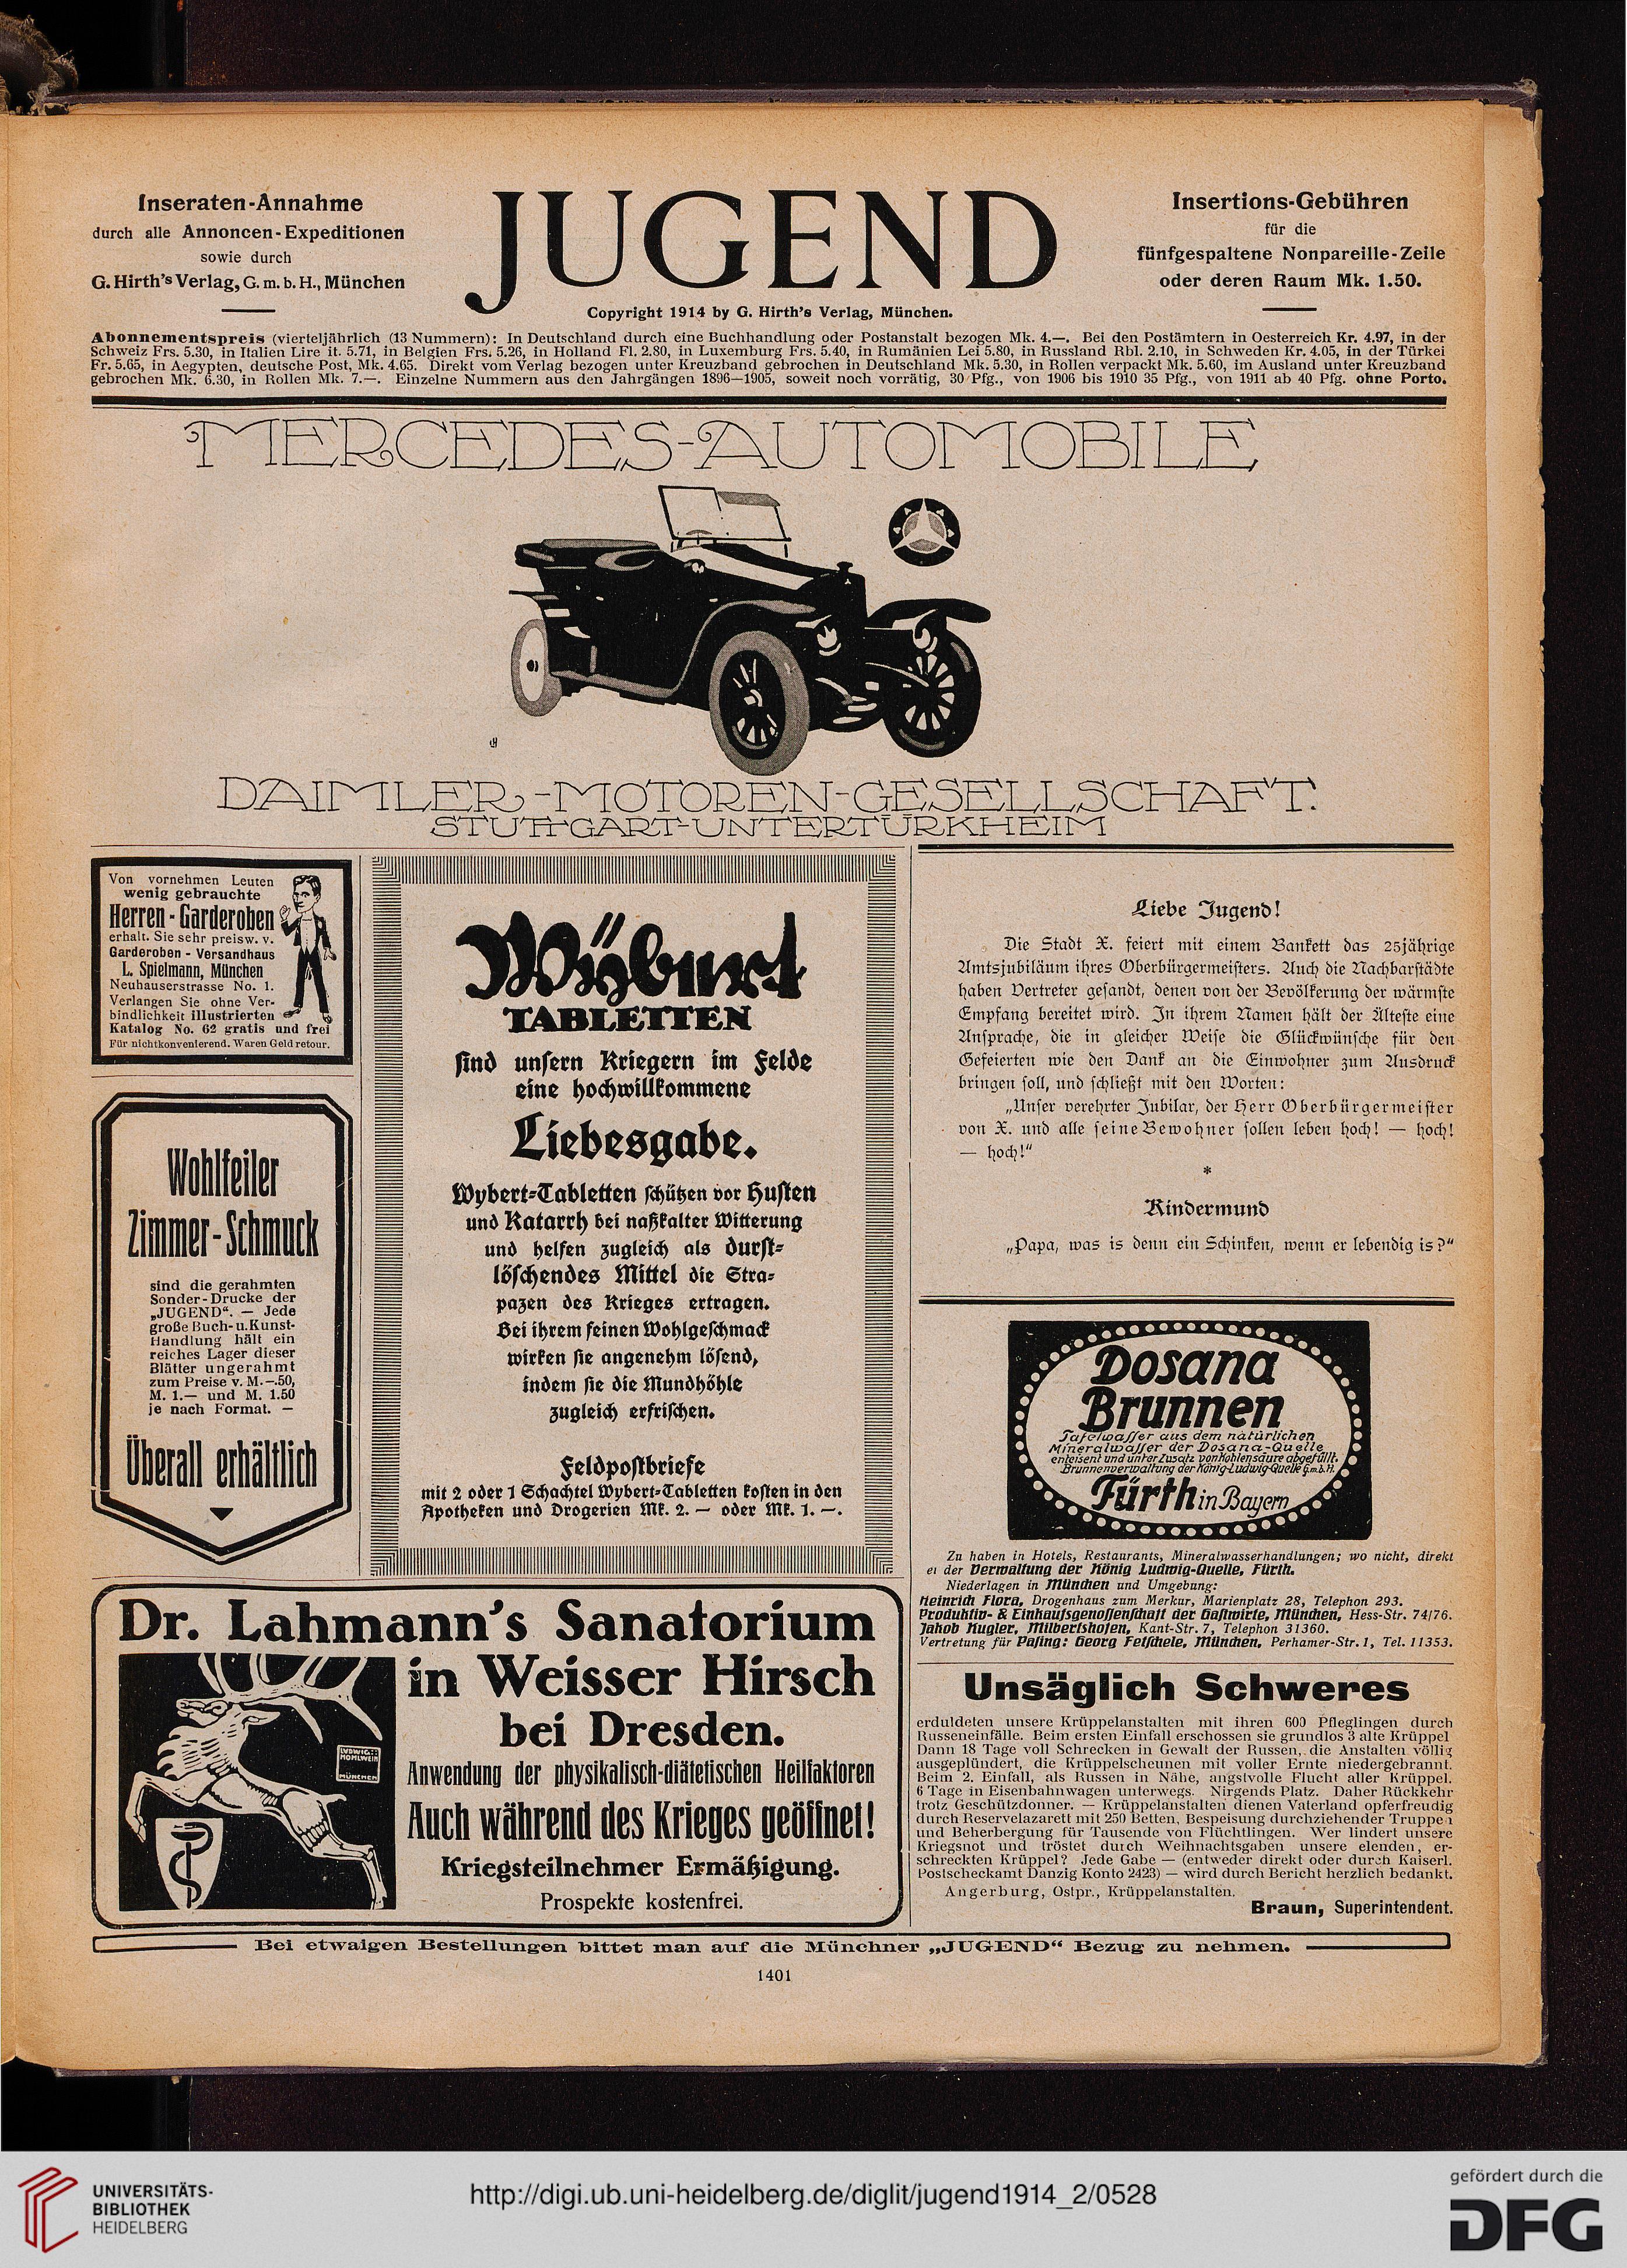 Inseraten-Annahme
durch alle Annoncen-Expeditionen
sowie durch
G. Hirth's Verlag, G. m. b. H., München
JUGEND
Copyright 1914 by G. Hirth's Verlag, München.
Insertions-Gebühren
für die
fünfgespaltene Nonpareille-Zeile
oder deren Raum Mk. 1.50.
Abonnementspreis (vierteljährlich (13 Nummern): In Deutschland durch eine Buchhandlung oder Postanstalt bezogen Mk. 4.—. Bei den Postämtern in Oesterreich Kr. 4.97, in der
Schweiz Frs. 5.30, in Italien Lire it. 5.71, in Belgien Frs. 5.26, in Holland Fl. 2.80, in Luxemburg Frs. 5.40, in Rumänien Lei 5.80, in Russland Rbl. 2.10, in Schweden Kr. 4.05, in der Türkei
Fr. 5.65, in Aegypten, deutsche Post, Mk. 4.65. Direkt vom Verlag bezogen unter Kreuzband gebrochen in Deutschland Mk. 5.30, in Rollen verpackt Mk. 5.60, im Ausland unter Kreuzband
gebrochen Mk. 6.30, in Rollen Mk. 7.—. Einzelne Nummern aus den Jahrgängen 1896—1905, soweit noch vorrätig, 30 Pfg., von 1906 bis 1910 35 Pfg., von 1911 ab 40 Pfg. ohne Porto.
MERCEDES-AUTOMOBILE
DAIMLER-MOTOREN-GESELLSCHAFT.
STUTTGART-UNTERTÜRKHEIM
Von vornehmen Leuten
wenig gebrauchte
Herren-Garderoben
erhalt. Sie sehr preisw. v.
Garderoben-Versandhaus
L. Spielmann, München
Neuhauserstrasse No. 1.
Verlangen Sie ohne Ver-
bindlichkeit illustrierten
Katalog No. 62 gratis und frei
Für nichtkonvenierend. Waren Geld retour.
Wohlfeiler
Zimmer-Schmuck
sind die gerahmten
Sonder-Drucke der
„JUGEND“. — Jede
große Buch- u. Kunst-
Handlung hält ein
reiches Lager dieser
Blätter ungerahmt
zum Preise v. M. —.50,
M. 1.— und M. 1.50
je nach Format. —
Überall erhältlich
Wybert
TABLETTEN
sind unsern Kriegern im Felde
eine hochwillkommene
Liebesgabe.
Wybert-Tabletten schützen vor Husten
und Katarrh bei naßkalter Witterung
und helfen zugleich als durst-
löschendes Mittel die Stra-
pazen des Krieges ertragen.
Bei ihrem feinen Wohlgeschmack
wirken sie angenehm lösend,
indem sie die Mundhöhle
zugleich erfrischen.
Feldpostbriefe
mit 2 oder 1 Schachtel Wybert-Tabletten kosten in den
Apotheken und Drogerien Mk. 2. — oder Mk. 1. —.
Liebe Jugend!
Die Stadt X. feiert mit einem Bankett das 25jährige
Amtsjubiläum ihres Oberbürgermeisters. Auch die Nachbarstädte
haben Vertreter gesandt, denen von der Bevölkerung der wärmste
Empfang bereitet wird. In ihrem Namen hält der Älteste eine
Ansprache, die in gleicher Weise die Glückwünsche für den
Gefeierten wie den Dank an die Einwohner zum Ausdruck
bringen soll, und schließt mit den Worten:
„Unser verehrter Jubilar, der Herr Oberbürgermeister
von X. und alle seine Bewohner sollen leben hoch! — hoch!
— hoch!“
*
Kindermund
„Papa, was is denn ein Schinken, wenn er lebendig is?“
Dosana
Brunnen
Tafelwasser aus dem natürlichen
Mineralwasser der Dosana-Quelle
enteisent und unter Zusatz von Kohlensäure abgefüllt.
Brunnenverwaltung der König-Ludwig-Quelle G.m.b.H.
Fürth in Bayern
Zu haben in Hotels, Restaurants, Mineralwasserhandlungen; wo nicht, direkt
ei der Verwaltung der König Ludwig-Quelle, Fürth.
Niederlagen in München und Umgebung:
Heinrich Flora, Drogenhaus zum Merkur, Marienplatz 28, Telephon 293.
Produktiv- & Einkaufsgenossenschaft der Gastwirte, München, Hess-Str. 74/76.
Jakob Kugler, Milbertshofen, Kant-Str. 7, Telephon 31360.
Vertretung für Pasing: Georg Fetschele, München, Perhamer-Str. 1, Tel. 11353.
Dr. Lahmann's Sanatorium
in Weisser Hirsch
bei Dresden.
LUDWIG
HOHLWEIN
MÜNCHEN
Anwendung der physikalisch-diätetischen Heilfaktoren
Auch während des Krieges geöffnet!
Kriegsteilnehmer Ermäßigung.
Prospekte kostenfrei.
Unsäglich Schweres
erduldeten unsere Krüppelanstalten mit ihren 600 Pfleglingen durch
Russeneinfälle. Beim ersten Einfall erschossen sie grundlos 3 alte Krüppel
Dann 18 Tage voll Schrecken in Gewalt der Russen, die Anstalten völlig
ausgeplündert, die Krüppelscheunen mit voller Ernte niedergebrannt.
Beim 2. Einfall, als Russen in Nähe, angstvolle Flucht aller Krüppel.
6 Tage in Eisenbahnwagen unterwegs. Nirgends Platz. Daher Rückkehr
trotz Geschützdonner. — Krüppelanstalten dienen Vaterland opferfreudig
durch Reservelazarett mit 250 Betten, Bespeisung durchziehender Truppen
und Beherbergung für Tausende von Flüchtlingen. Wer lindert unsere
Kriegsnot und tröstet durch Weihnachtsgaben unsere elenden, er-
schreckten Krüppel? Jede Gabe — (entweder direkt oder durch Kaiserl.
Postscheckamt Danzig Konto 2423) — wird durch Bericht herzlich bedankt.
Angerburg, Ostpr., Krüppelanstalten.
Braun, Superintendent.
Bei etwaigen Bestellungen bittet man auf die Münchner „JUGEND“ Bezug zu nehmen.
1401
UNIVERSITÄTS-
BIBLIOTHEK
HEIDELBERG
http://digi.ub.uni-heidelberg.de/diglit/jugend1914_2/0528
gefördert durch die
DFG